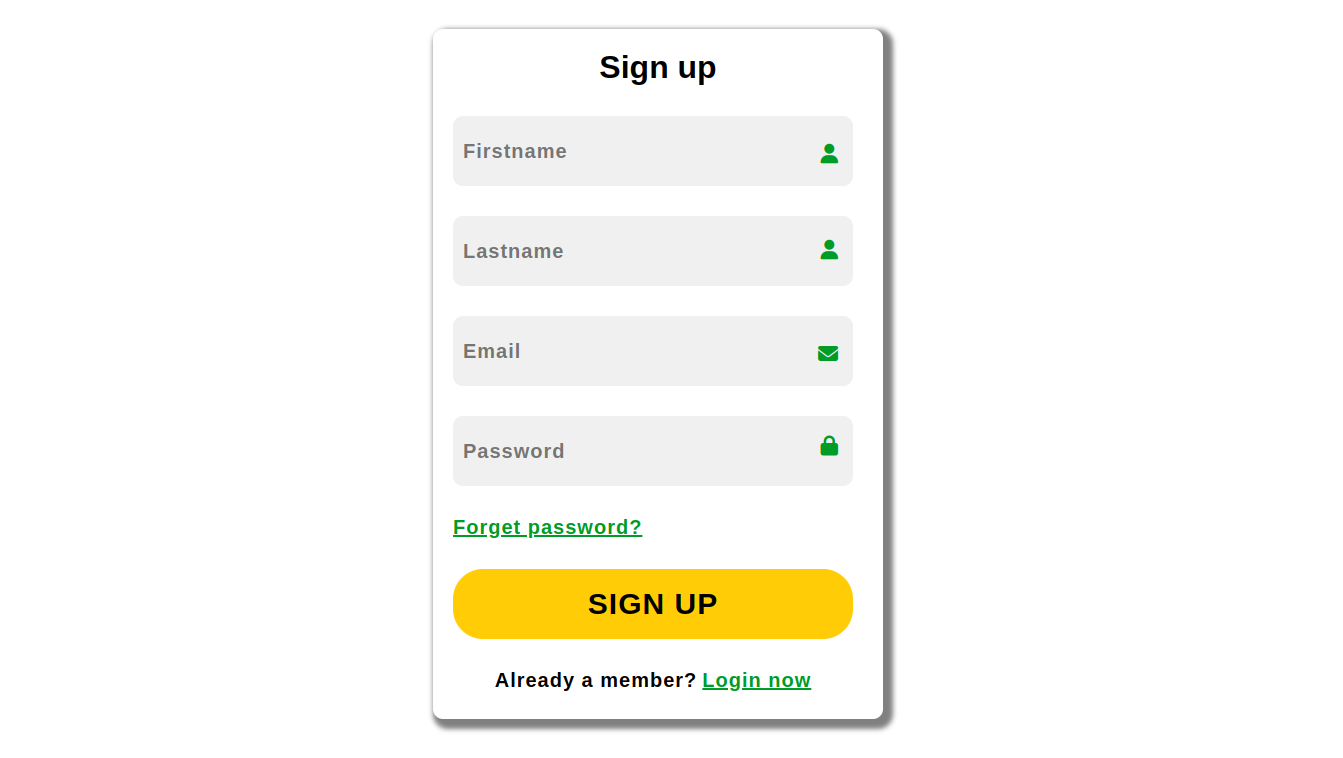 Sign up
Firstname
Lastname
Email
Password
Forget password?
SIGN UP
Already a member? Login now